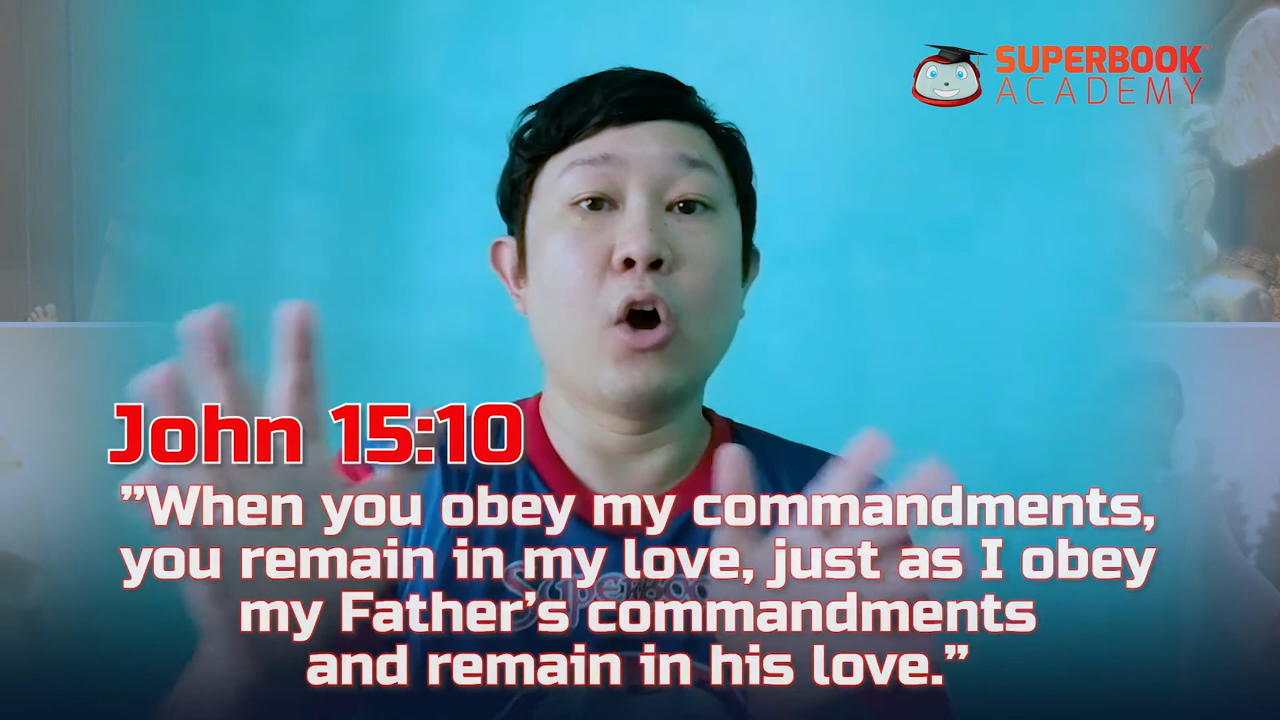 SUPERBOOK
ACADEMY
John 15:10
”When you obey my commandments,
you remain in my love, just as I obey
my Father’s commandments
and remain in his love.”
Superbook